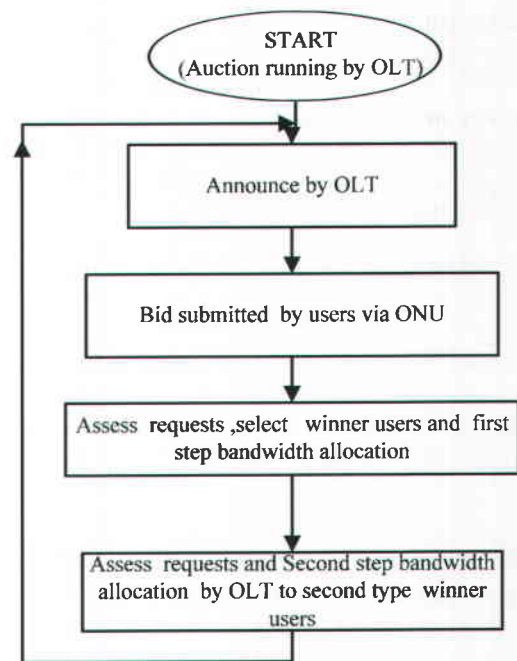 START
(Auction running by OLT)
Announce by OLT
Bid submitted by users via ONU
Assess requests ,select winner users and first
step bandwidth allocation
Assess requests and Second step bandwidth
allocation by OLT to second type winner
users